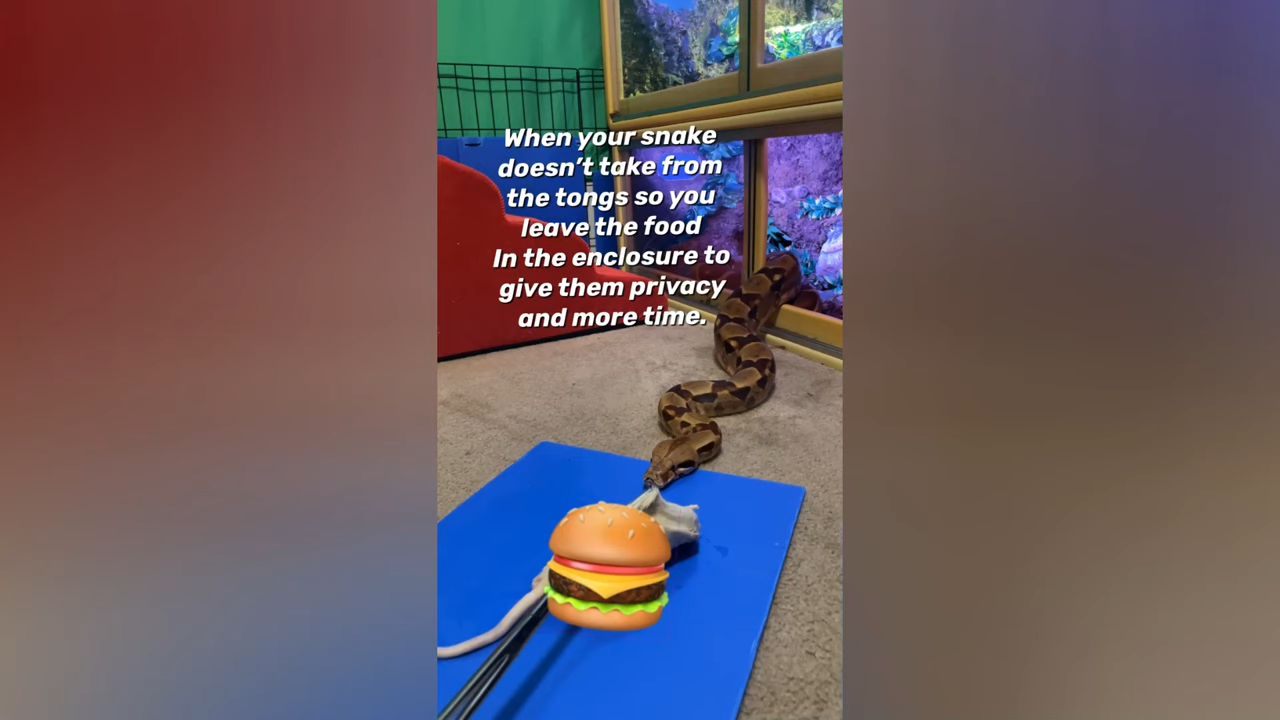 When your snake
doesn’t take from
the tongs so you
leave the food
In the enclosure to
give them privacy
and more time.